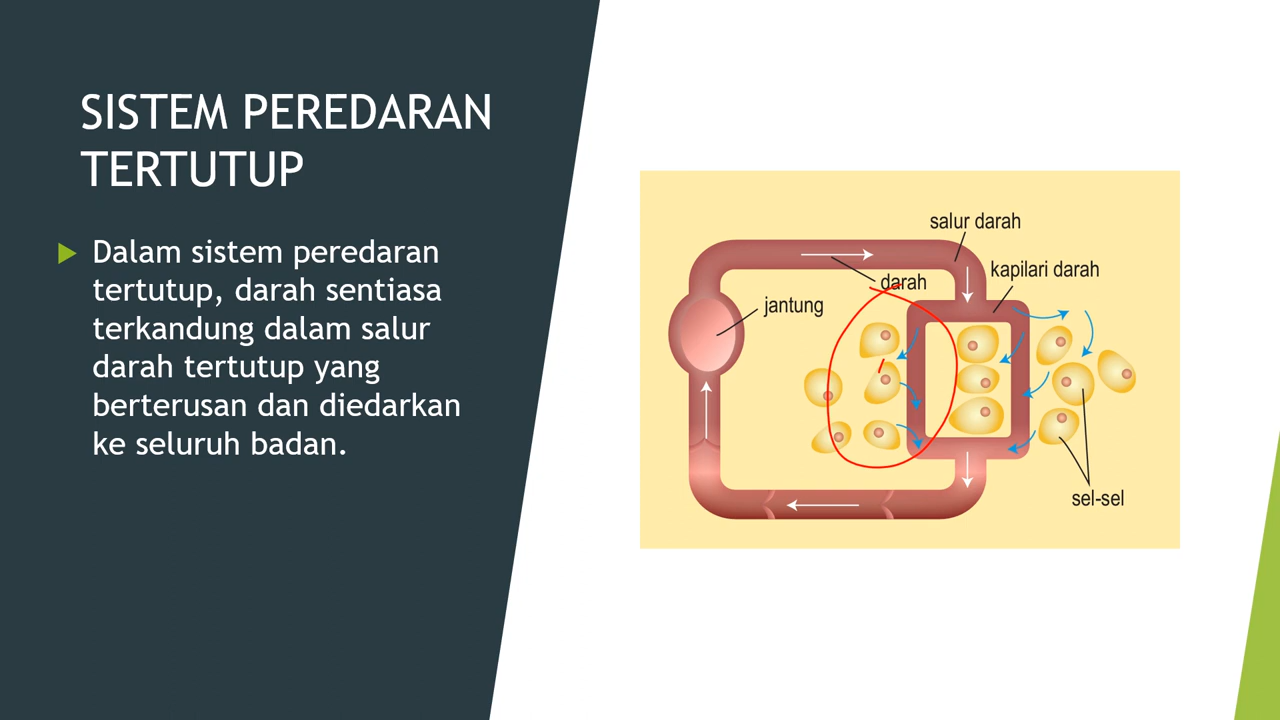 SISTEM PEREDARAN
TERTUTUP
Dalam sistem peredaran
tertutup, darah sentiasa
terkandung dalam salur
darah tertutup yang
berterusan dan diedarkan
ke seluruh badan.
salur darah
kapilari darah
darah
jantung
sel-sel